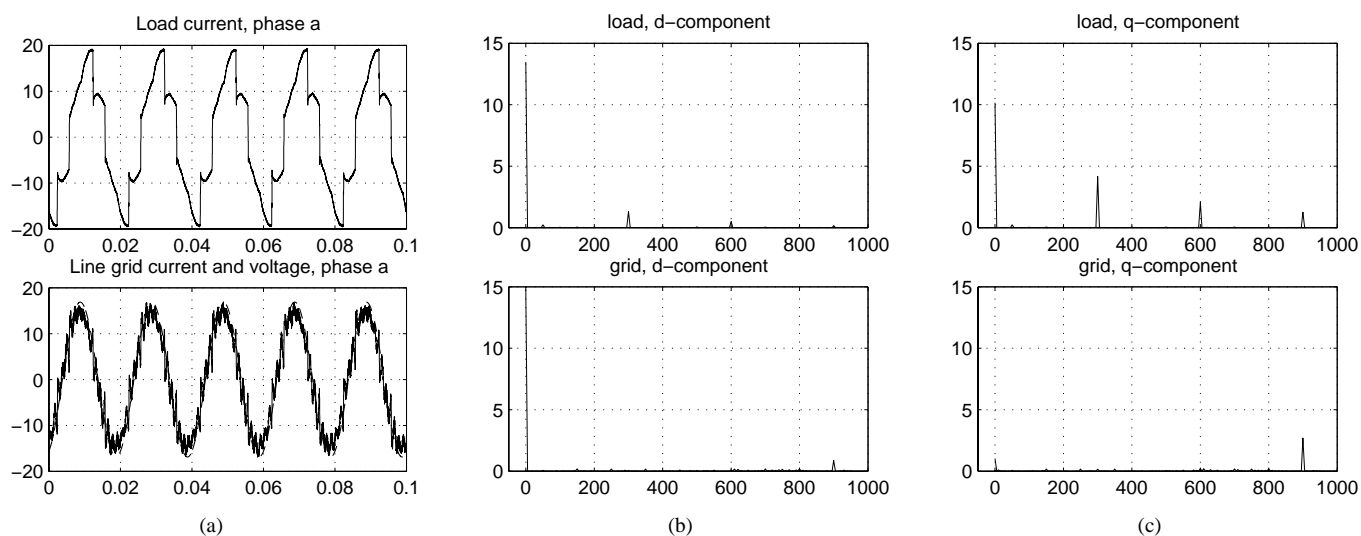 Load current, phase a
20
10
0
−10
−20
0 0.02 0.04 0.06 0.08 0.1
Line grid current and voltage, phase a
20
10
0
−10
−20
0 0.02 0.04 0.06 0.08 0.1
(a)
load, d−component
15
10
5
0
0 200 400 600 800 1000
grid, d−component
15
10
5
0
0 200 400 600 800 1000
(b)
load, q−component
15
10
5
0
0 200 400 600 800 1000
grid, q−component
15
10
5
0
0 200 400 600 800 1000
(c)